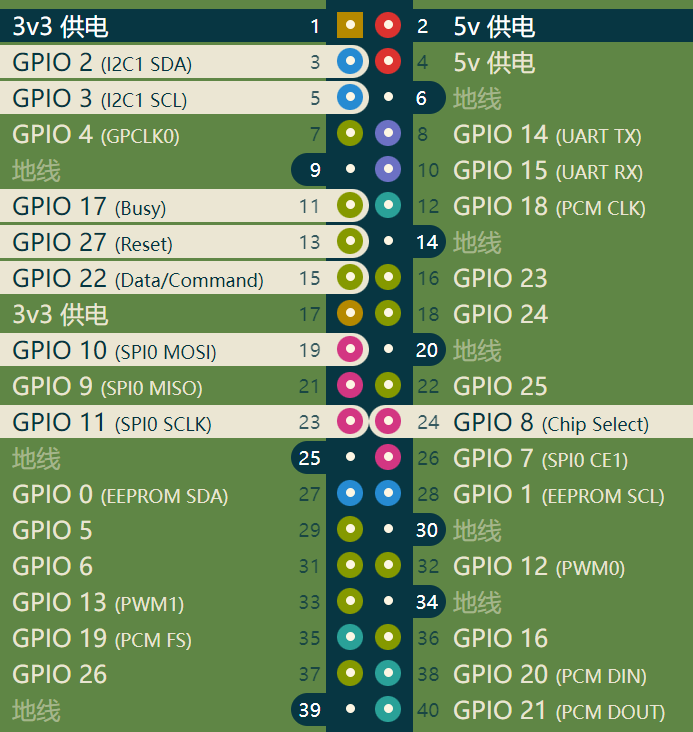 3v3 供电 1 2 5v 供电
GPIO 2 (I2C1 SDA) 3 4 5v 供电
GPIO 3 (I2C1 SCL) 5 6 地线
GPIO 4 (GPCLK0) 7 8 GPIO 14 (UART TX)
地线 9 10 GPIO 15 (UART RX)
GPIO 17 (Busy) 11 12 GPIO 18 (PCM CLK)
GPIO 27 (Reset) 13 14 地线
GPIO 22 (Data/Command) 15 16 GPIO 23
3v3 供电 17 18 GPIO 24
GPIO 10 (SPI0 MOSI) 19 20 地线
GPIO 9 (SPI0 MISO) 21 22 GPIO 25
GPIO 11 (SPI0 SCLK) 23 24 GPIO 8 (Chip Select)
地线 25 26 GPIO 7 (SPI0 CE1)
GPIO 0 (EEPROM SDA) 27 28 GPIO 1 (EEPROM SCL)
GPIO 5 29 30 地线
GPIO 6 31 32 GPIO 12 (PWM0)
GPIO 13 (PWM1) 33 34 地线
GPIO 19 (PCM FS) 35 36 GPIO 16
GPIO 26 37 38 GPIO 20 (PCM DIN)
地线 39 40 GPIO 21 (PCM DOUT)